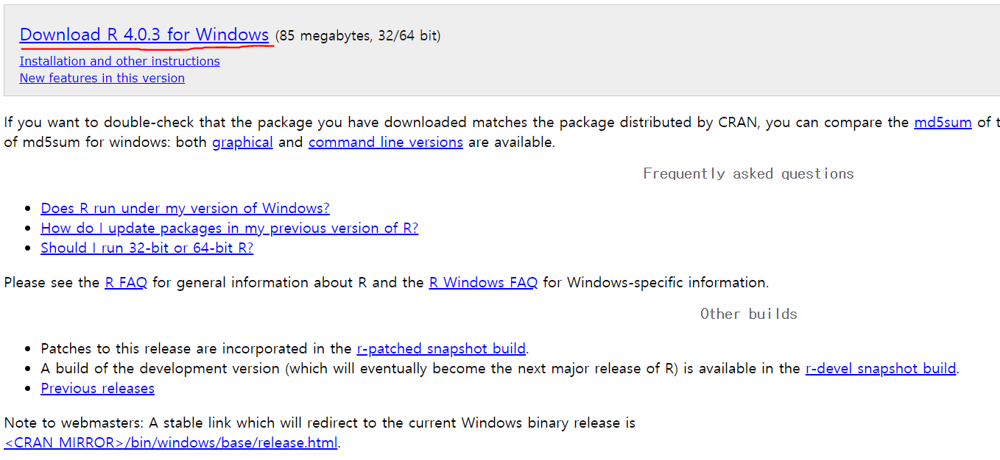 Download R 4.0.3 for Windows (85 megabytes, 32/64 bit)
Installation and other instructions
New features in this version
If you want to double-check that the package you have downloaded matches the package distributed by CRAN, you can compare the md5sum of t
of md5sum for windows: both graphical and command line versions are available.
Frequently asked questions
Does R run under my version of Windows?
How do I update packages in my previous version of R?
Should I run 32-bit or 64-bit R?
Please see the R FAQ for general information about R and the R Windows FAQ for Windows-specific information.
Other builds
Patches to this release are incorporated in the r-patched snapshot build.
A build of the development version (which will eventually become the next major release of R) is available in the r-devel snapshot build.
Previous releases
Note to webmasters: A stable link which will redirect to the current Windows binary release is
<CRAN MIRROR>/bin/windows/base/release.html.